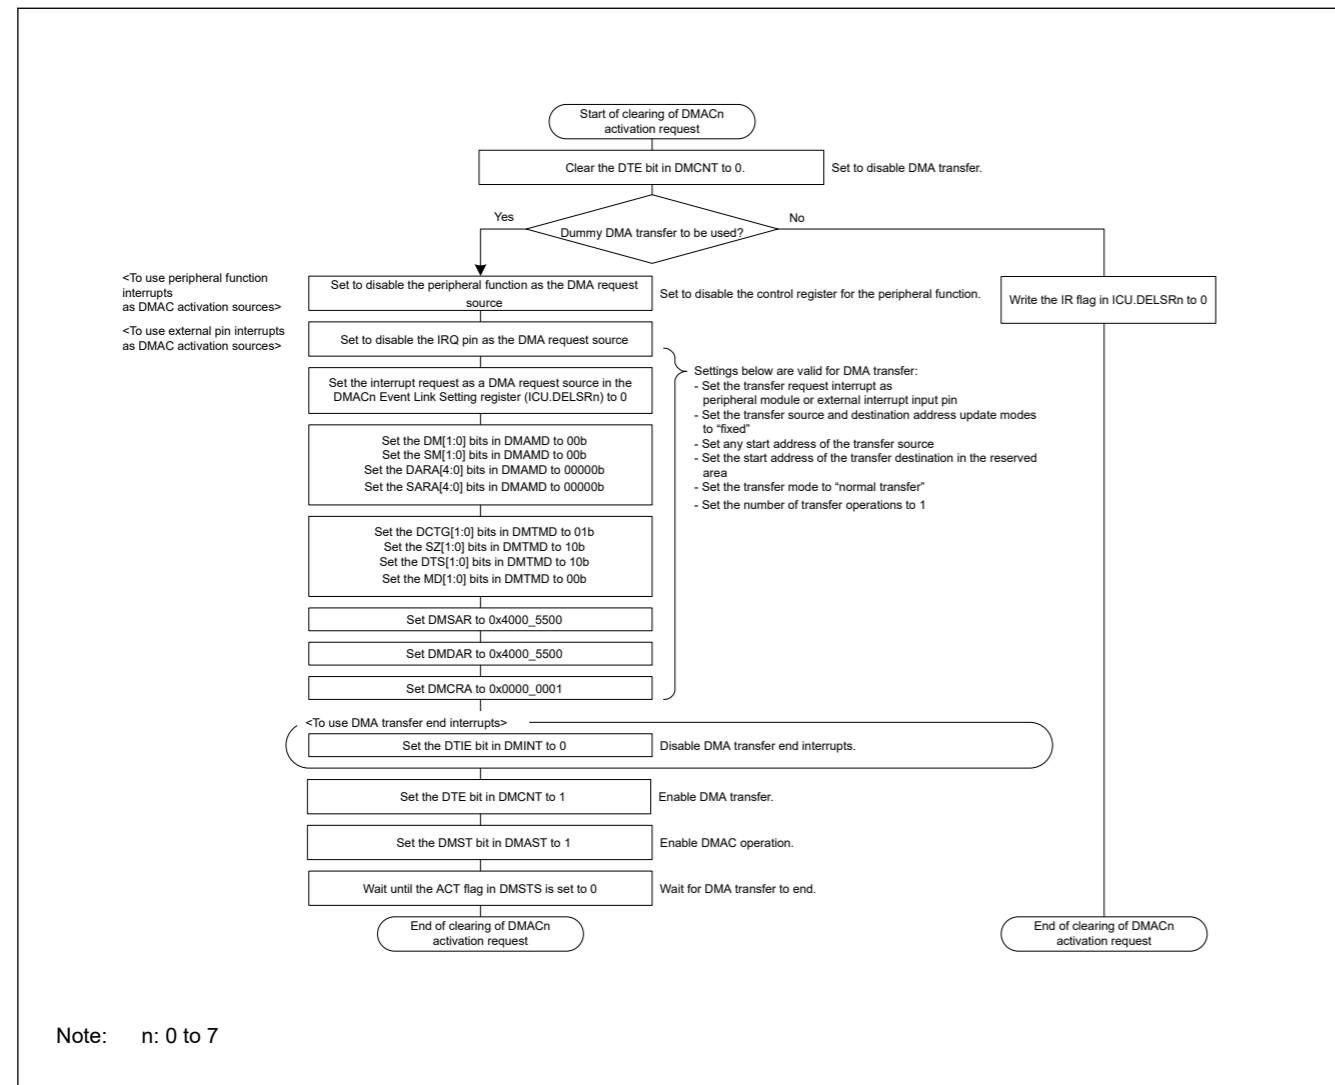 Start of clearing of DMACn
activation request
Clear the DTE bit in DMCNT to 0.
Set to disable DMA transfer.
Yes
No
Dummy DMA transfer to be used?
<To use peripheral function
interrupts
as DMAC activation sources>
Set to disable the peripheral function as the DMA request
source
Set to disable the control register for the peripheral function.
Write the IR flag in ICU.DELSRn to 0
<To use external pin interrupts
as DMAC activation sources>
Set to disable the IRQ pin as the DMA request source
Set the interrupt request as a DMA request source in the
DMACn Event Link Setting register (ICU.DELSRn) to 0
Settings below are valid for DMA transfer:
- Set the transfer request interrupt as
peripheral module or external interrupt input pin
- Set the transfer source and destination address update modes
to “fixed”
- Set any start address of the transfer source
- Set the start address of the transfer destination in the reserved
area
- Set the transfer mode to “normal transfer”
- Set the number of transfer operations to 1
Set the DM[1:0] bits in DMAMD to 00b
Set the SM[1:0] bits in DMAMD to 00b
Set the DARA[4:0] bits in DMAMD to 00000b
Set the SARA[4:0] bits in DMAMD to 00000b
Set the DCTG[1:0] bits in DMTMD to 01b
Set the SZ[1:0] bits in DMTMD to 10b
Set the DTS[1:0] bits in DMTMD to 10b
Set the MD[1:0] bits in DMTMD to 00b
Set DMSAR to 0x4000_5500
Set DMDAR to 0x4000_5500
Set DMCRA to 0x0000_0001
<To use DMA transfer end interrupts>
Set the DTIE bit in DMINT to 0
Disable DMA transfer end interrupts.
Set the DTE bit in DMCNT to 1
Enable DMA transfer.
Set the DMST bit in DMAST to 1
Enable DMAC operation.
Wait until the ACT flag in DMSTS is set to 0
Wait for DMA transfer to end.
End of clearing of DMACn
activation request
End of clearing of DMACn
activation request
Note: n: 0 to 7